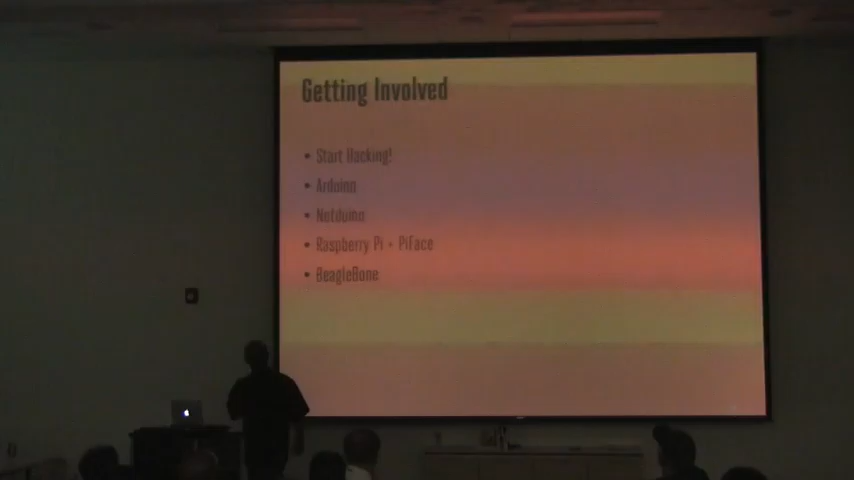 Getting Involved
• Start Hacking!
• Arduino
• Netduino
• Raspberry Pi + PiFace
• BeagleBone